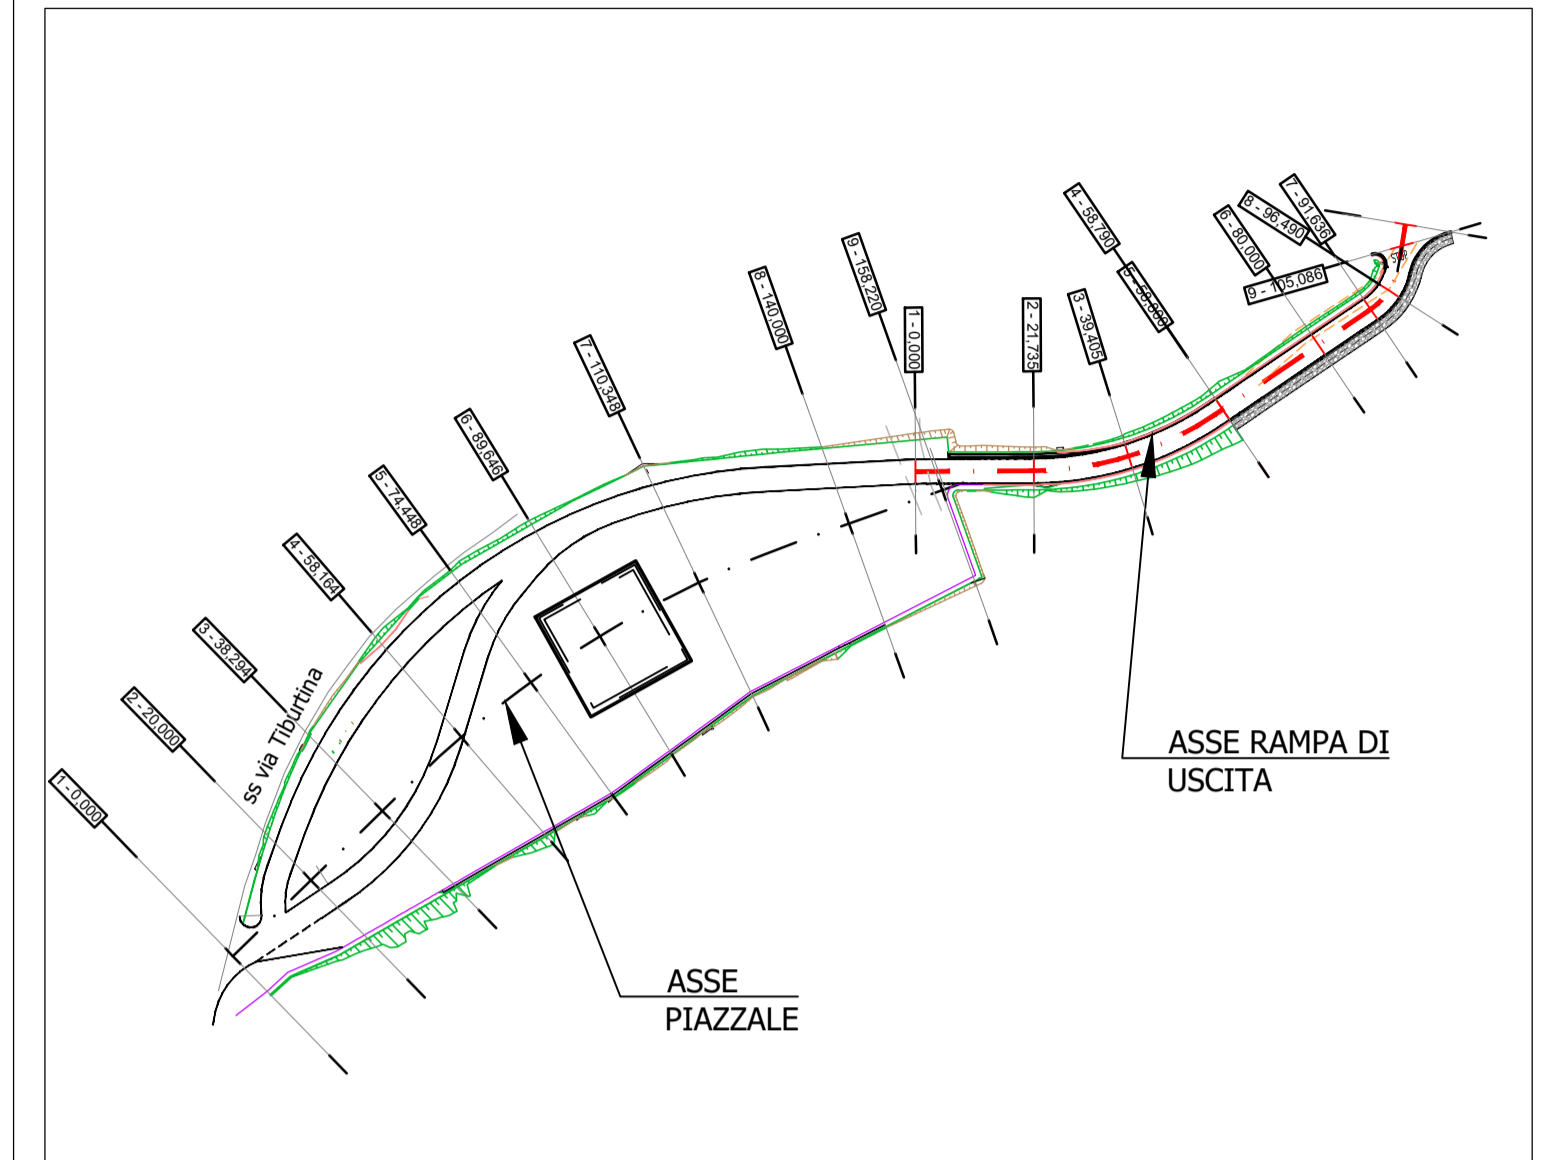 1 - 0,000
2 - 20,000
3 - 38,294
4 - 58,164
5 - 74,448
6 - 89,646
7 - 110,348
8 - 140,000
9 - 158,220
1 - 0,000
2 - 21,735
3 - 39,405
4 - 58,790
6 - 80,000
7 - 91,636
8 - 96,490
9 - 105,086
STOP
ss via Tiburtina
ASSE RAMPA DI
USCITA
ASSE
PIAZZALE